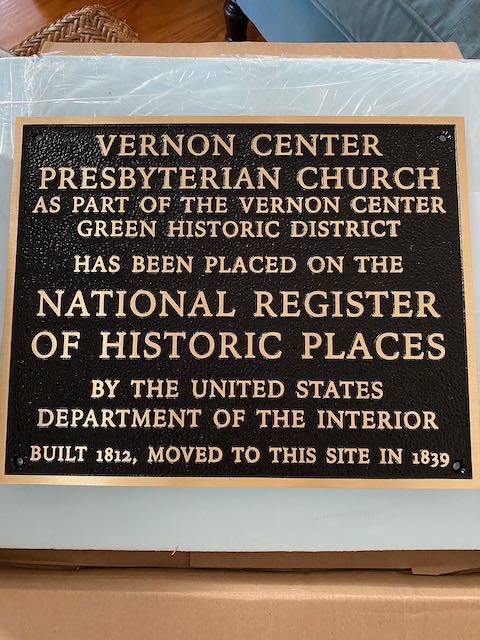 VERNON CENTER
PRESBYTERIAN CHURCH
AS PART OF THE VERNON CENTER
GREEN HISTORIC DISTRICT
HAS BEEN PLACED ON THE
NATIONAL REGISTER
OF HISTORIC PLACES
BY THE UNITED STATES
DEPARTMENT OF THE INTERIOR
BUILT 1812, MOVED TO THIS SITE IN 1839